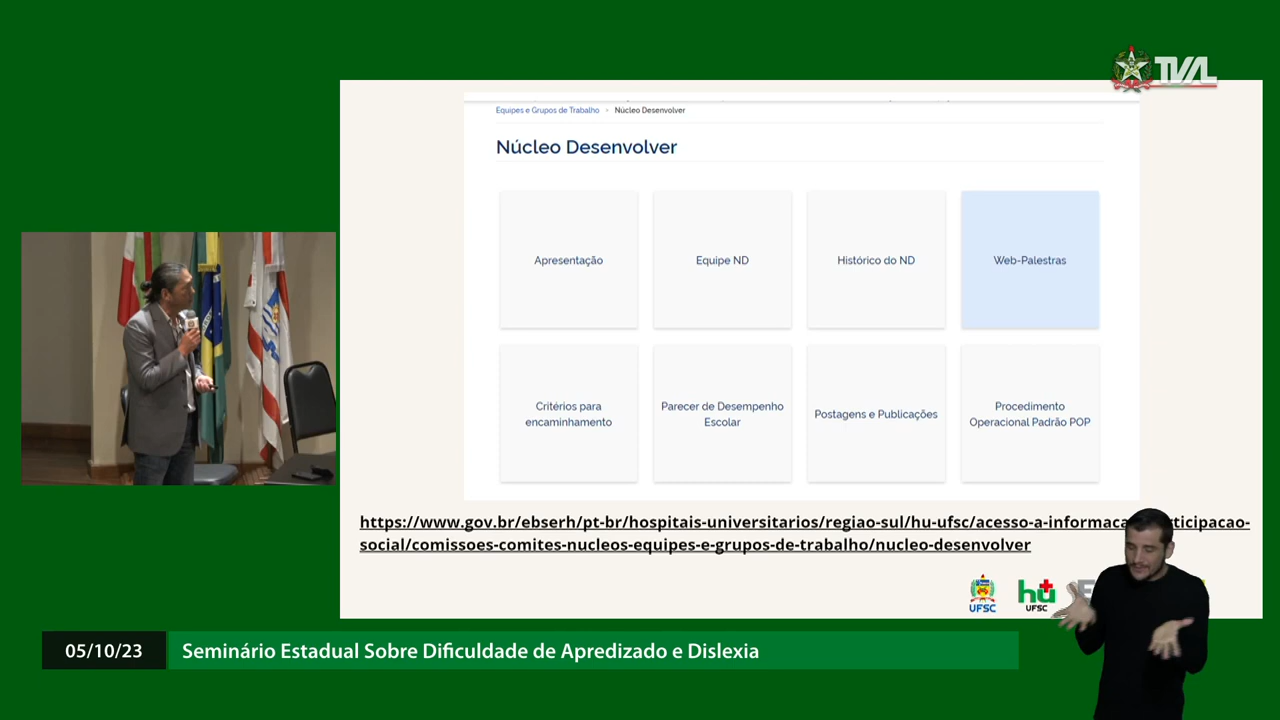 TVAL
Equipes e Grupos de Trabalho > Núcleo Desenvolver
Núcleo Desenvolver
Apresentação
Equipe ND
Histórico do ND
Web-Palestras
Critérios para
encaminhamento
Parecer de Desempenho
Escolar
Postagens e Publicações
Procedimento
Operacional Padrão POP
https://www.gov.br/ebserh/pt-br/hospitais-universitarios/regiao-sul/hu-ufsc/acesso-a-informaca
social/comissoes-comites-nucleos-equipes-e-grupos-de-trabalho/nucleo-desenvolver
UFSC
hu
UFSC
05/10/23
Seminário Estadual Sobre Dificuldade de Apredizado e Dislexia